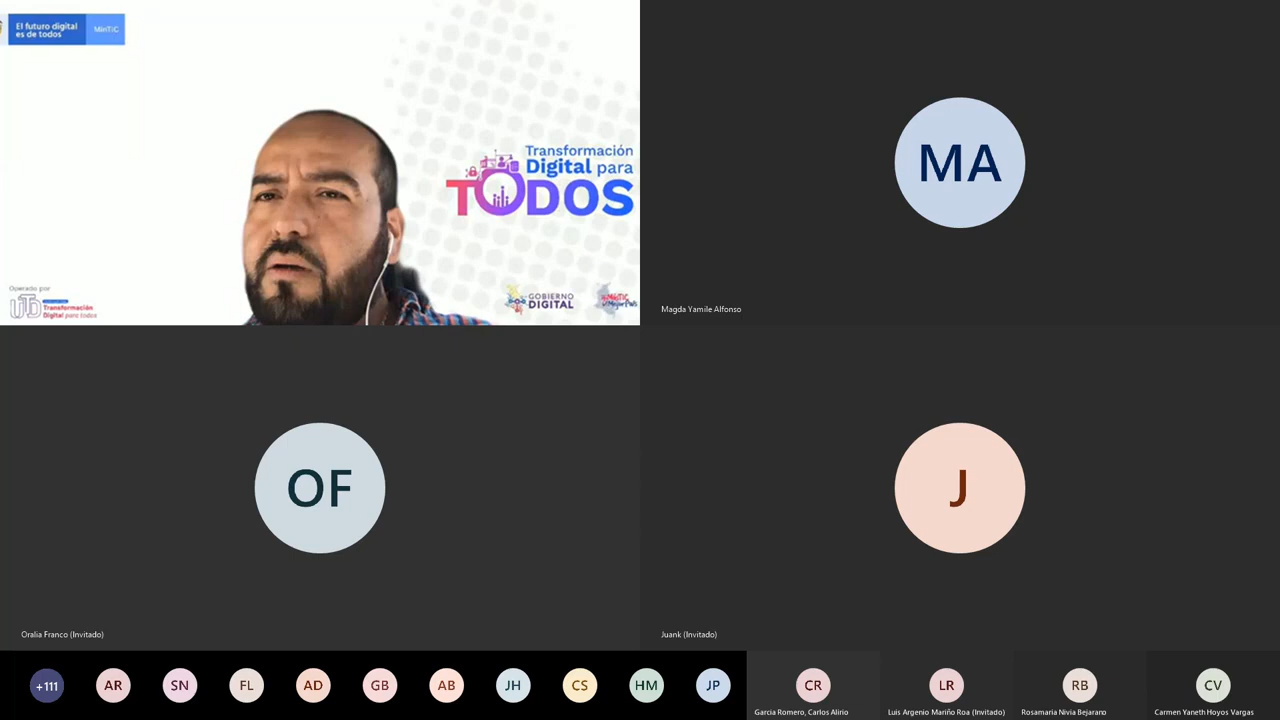 El futuro digital
es de todos
MinTIC
Transformación
Digital para
TODOS
Operado por
UTD
Transformación
Digital para todos
GOBIERNO
DIGITAL
MA
Magda Yamile Alfonso
OF
Oralia Franco (Invitado)
J
Juank (Invitado)
+111
AR
SN
FL
AD
GB
AB
JH
CS
HM
JP
CR
Garcia Romero, Carlos Alirio
LR
Luis Argenio Mariño Roa (Invitado)
RB
Rosamaria Nivia Bejarano
CV
Carmen Yaneth Hoyos Vargas